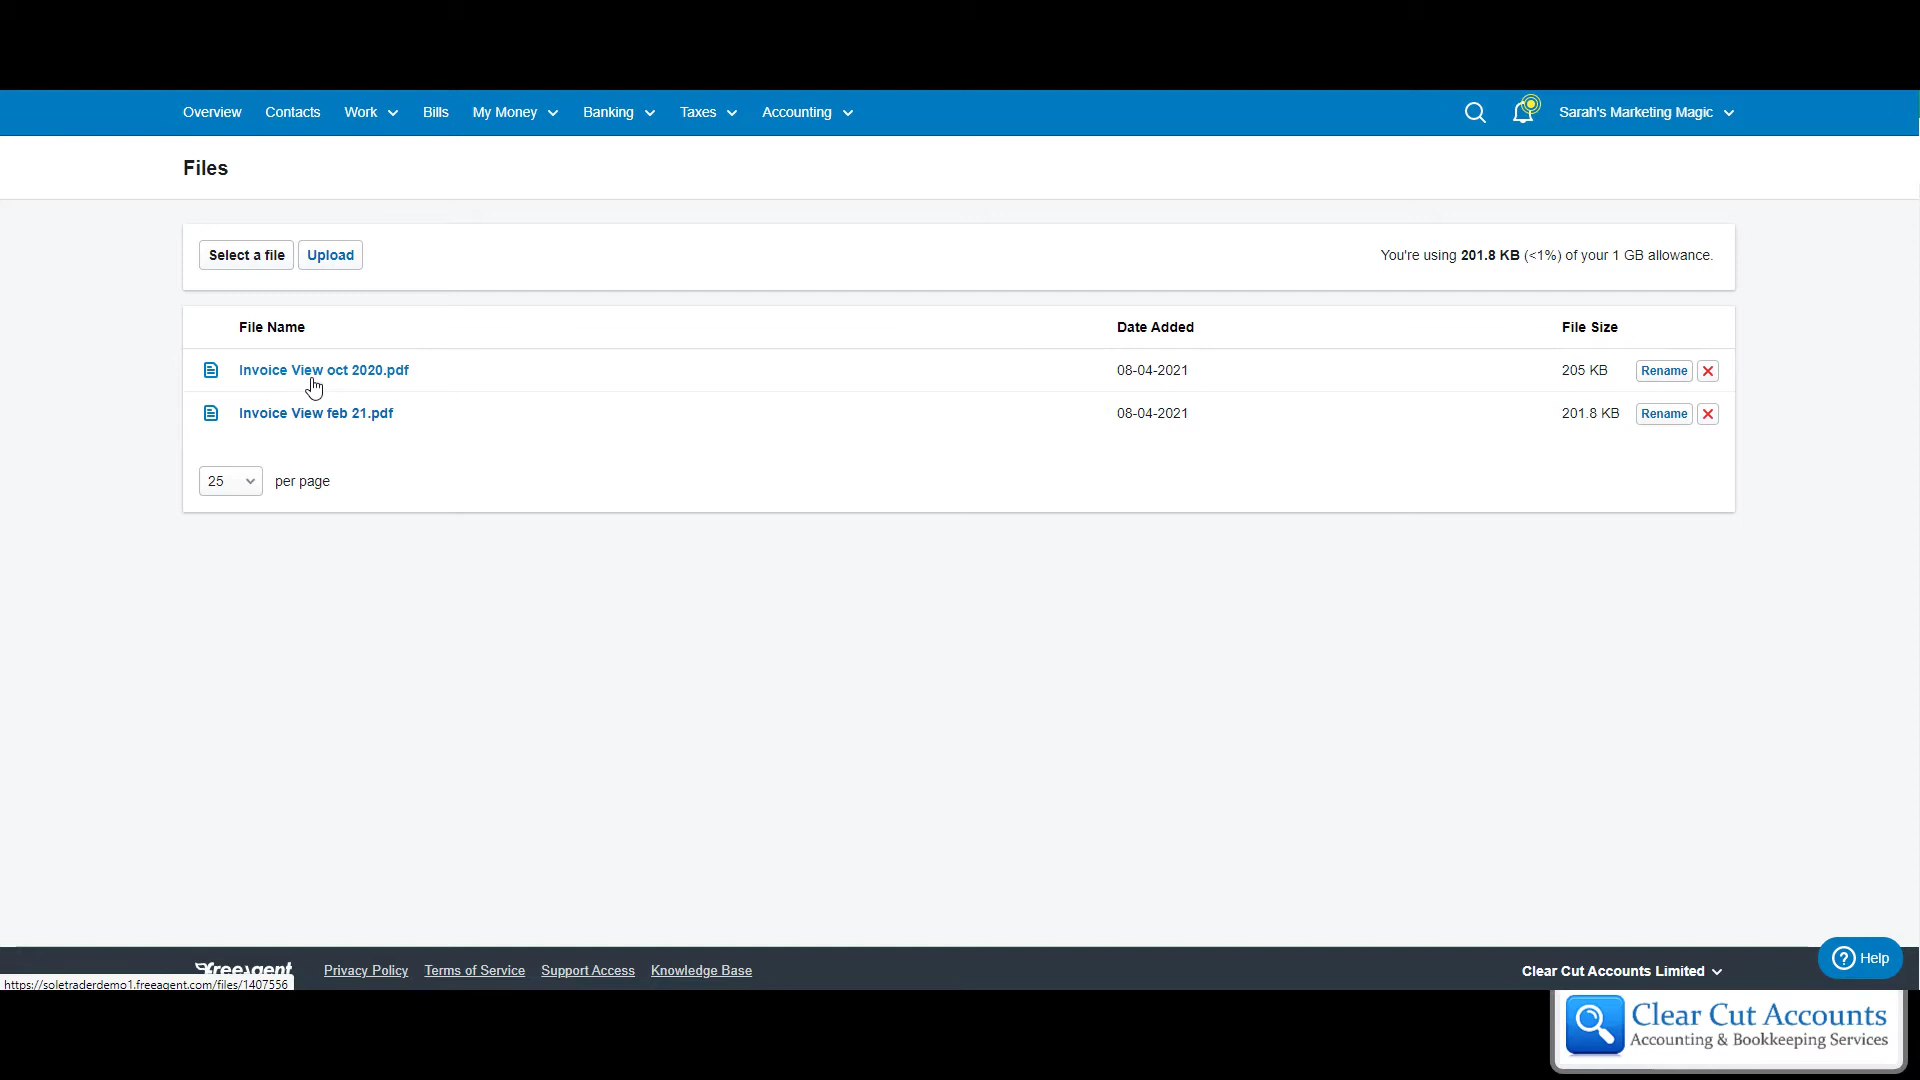 Overview Contacts Work Bills My Money Banking Taxes Accounting Sarah's Marketing Magic
Files
Select a file Upload You're using 201.8 KB (<1%) of your 1 GB allowance.
File Name Date Added File Size
Invoice View oct 2020.pdf 08-04-2021 205 KB Rename
Invoice View feb 21.pdf 08-04-2021 201.8 KB Rename
25 per page
freeagent Privacy Policy Terms of Service Support Access Knowledge Base Clear Cut Accounts Limited Help
https://soletraderdemo1.freeagent.com/files/1407556
Clear Cut Accounts
Accounting & Bookkeeping Services